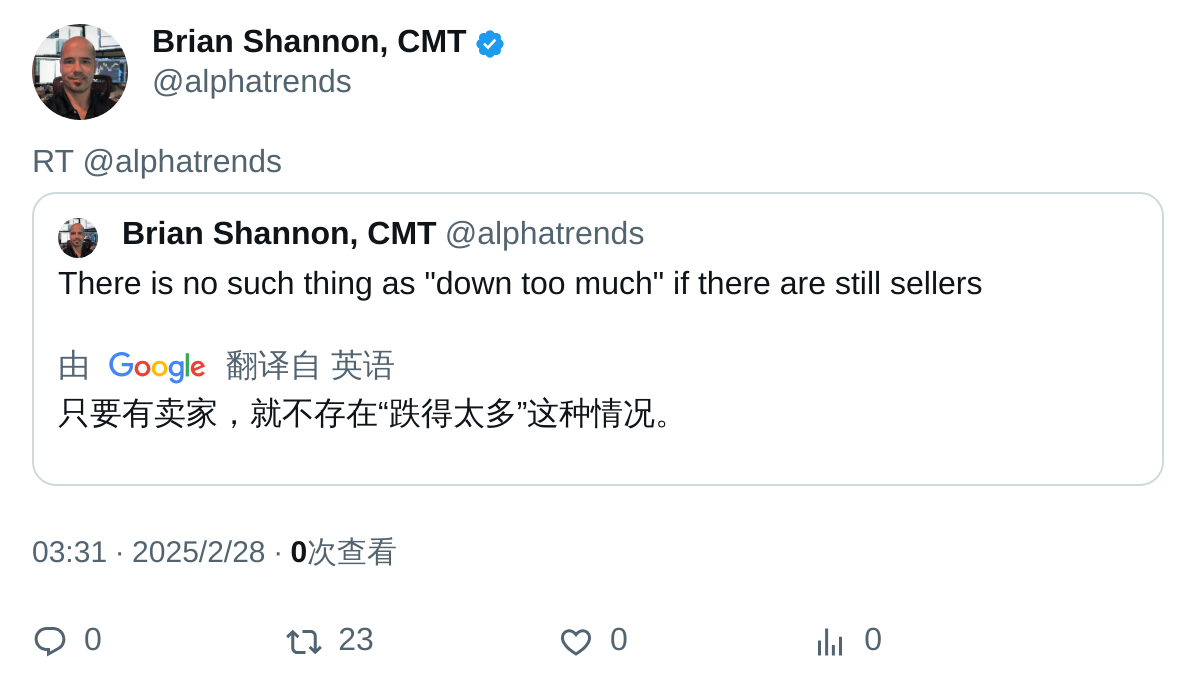 Brian Shannon, CMT
@alphatrends
RT @alphatrends
Brian Shannon, CMT @alphatrends
There is no such thing as "down too much" if there are still sellers
由 Google 翻译自 英语
只要有卖家，就不存在“跌得太多”这种情况。
03:31 · 2025/2/28 · 0次查看
0 23 0 0